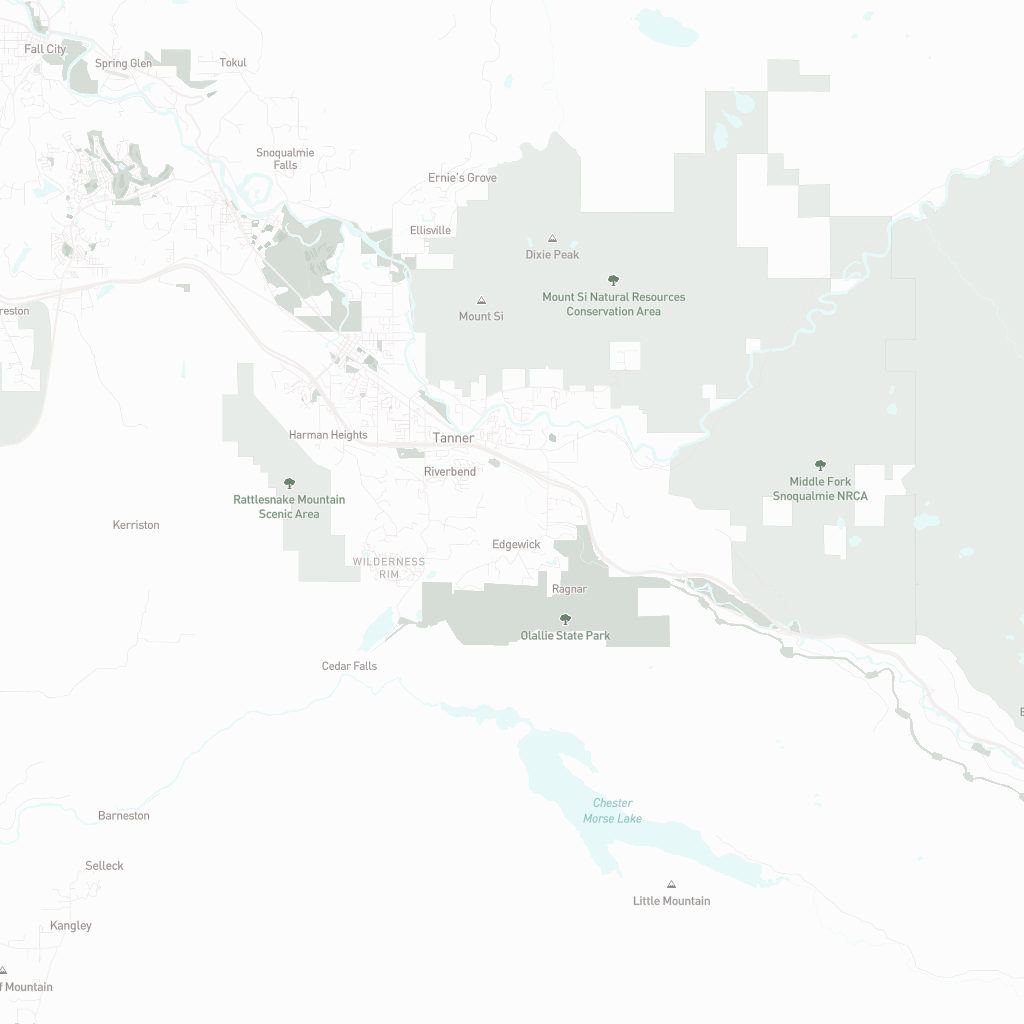 Fall City
Spring Glen
Tokul
Snoqualmie
Falls
Ernie's Grove
Ellisville
Dixie Peak
Mount Si Natural Resources
Conservation Area
Mount Si
reston
Harman Heights
Tanner
Riverbend
Middle Fork
Snoqualmie NRCA
Rattlesnake Mountain
Scenic Area
Kerriston
Edgewick
WILDERNESS
RIM
Ragnar
Olallie State Park
Cedar Falls
Chester
Morse Lake
Barneston
Selleck
Little Mountain
Kangley
f Mountain